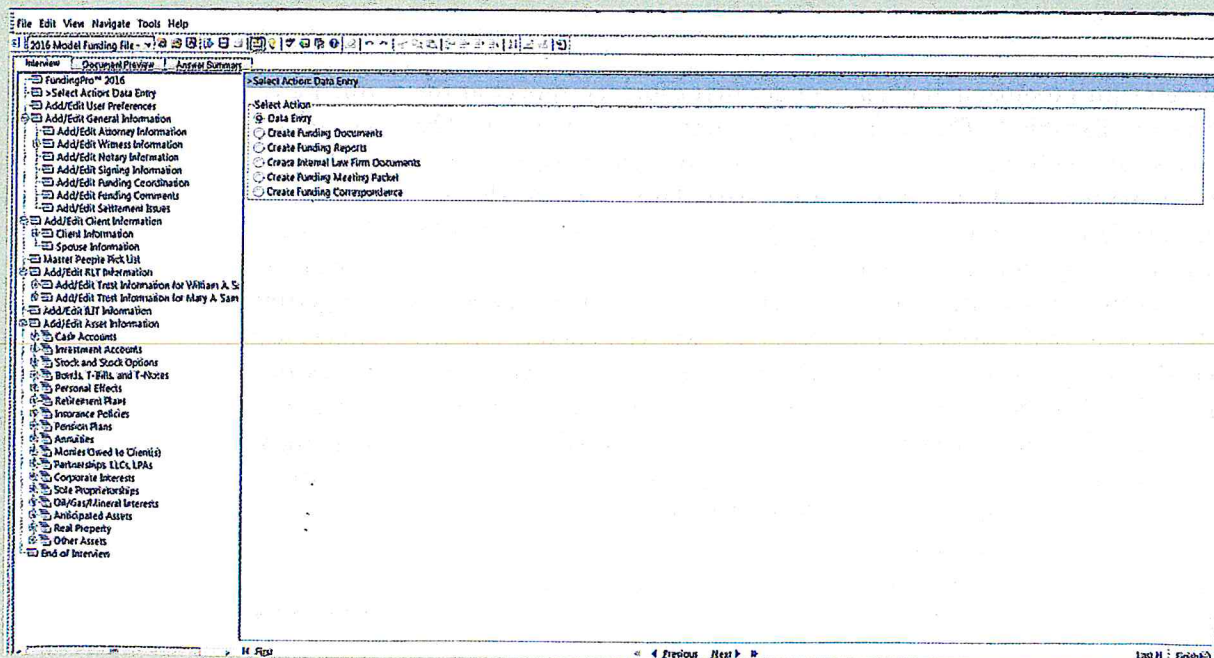 File Edit View Navigate Tools Help
2016 Model Funding File -
Interview Document Preview Answer Summary
FundingPro™ 2016
>Select Action: Data Entry
Add/Edit User Preferences
Add/Edit General Information
Add/Edit Attorney Information
Add/Edit Witness Information
Add/Edit Notary Information
Add/Edit Signing Information
Add/Edit Funding Coordination
Add/Edit Funding Comments
Add/Edit Settlement Issues
Add/Edit Client Information
Client Information
Spouse Information
Master People Pick List
Add/Edit RLT Information
Add/Edit Trust Information for William A. S
Add/Edit Trust Information for Mary A. Sam
Add/Edit ILIT Information
Add/Edit Asset Information
Cash Accounts
Investment Accounts
Stock and Stock Options
Bonds, T-Bills, and T-Notes
Personal Effects
Retirement Plans
Insurance Policies
Pension Plans
Annuities
Monies Owed to Client(s)
Partnerships, LLCs, LPAs
Corporate Interests
Sole Proprietorships
Oil/Gas/Mineral Interests
Anticipated Assets
Real Property
Other Assets
End of Interview
>Select Action: Data Entry
Select Action
Data Entry
Create Funding Documents
Create Funding Reports
Create Internal Law Firm Documents
Create Funding Meeting Packet
Create Funding Correspondence
First Previous Next Last Finish